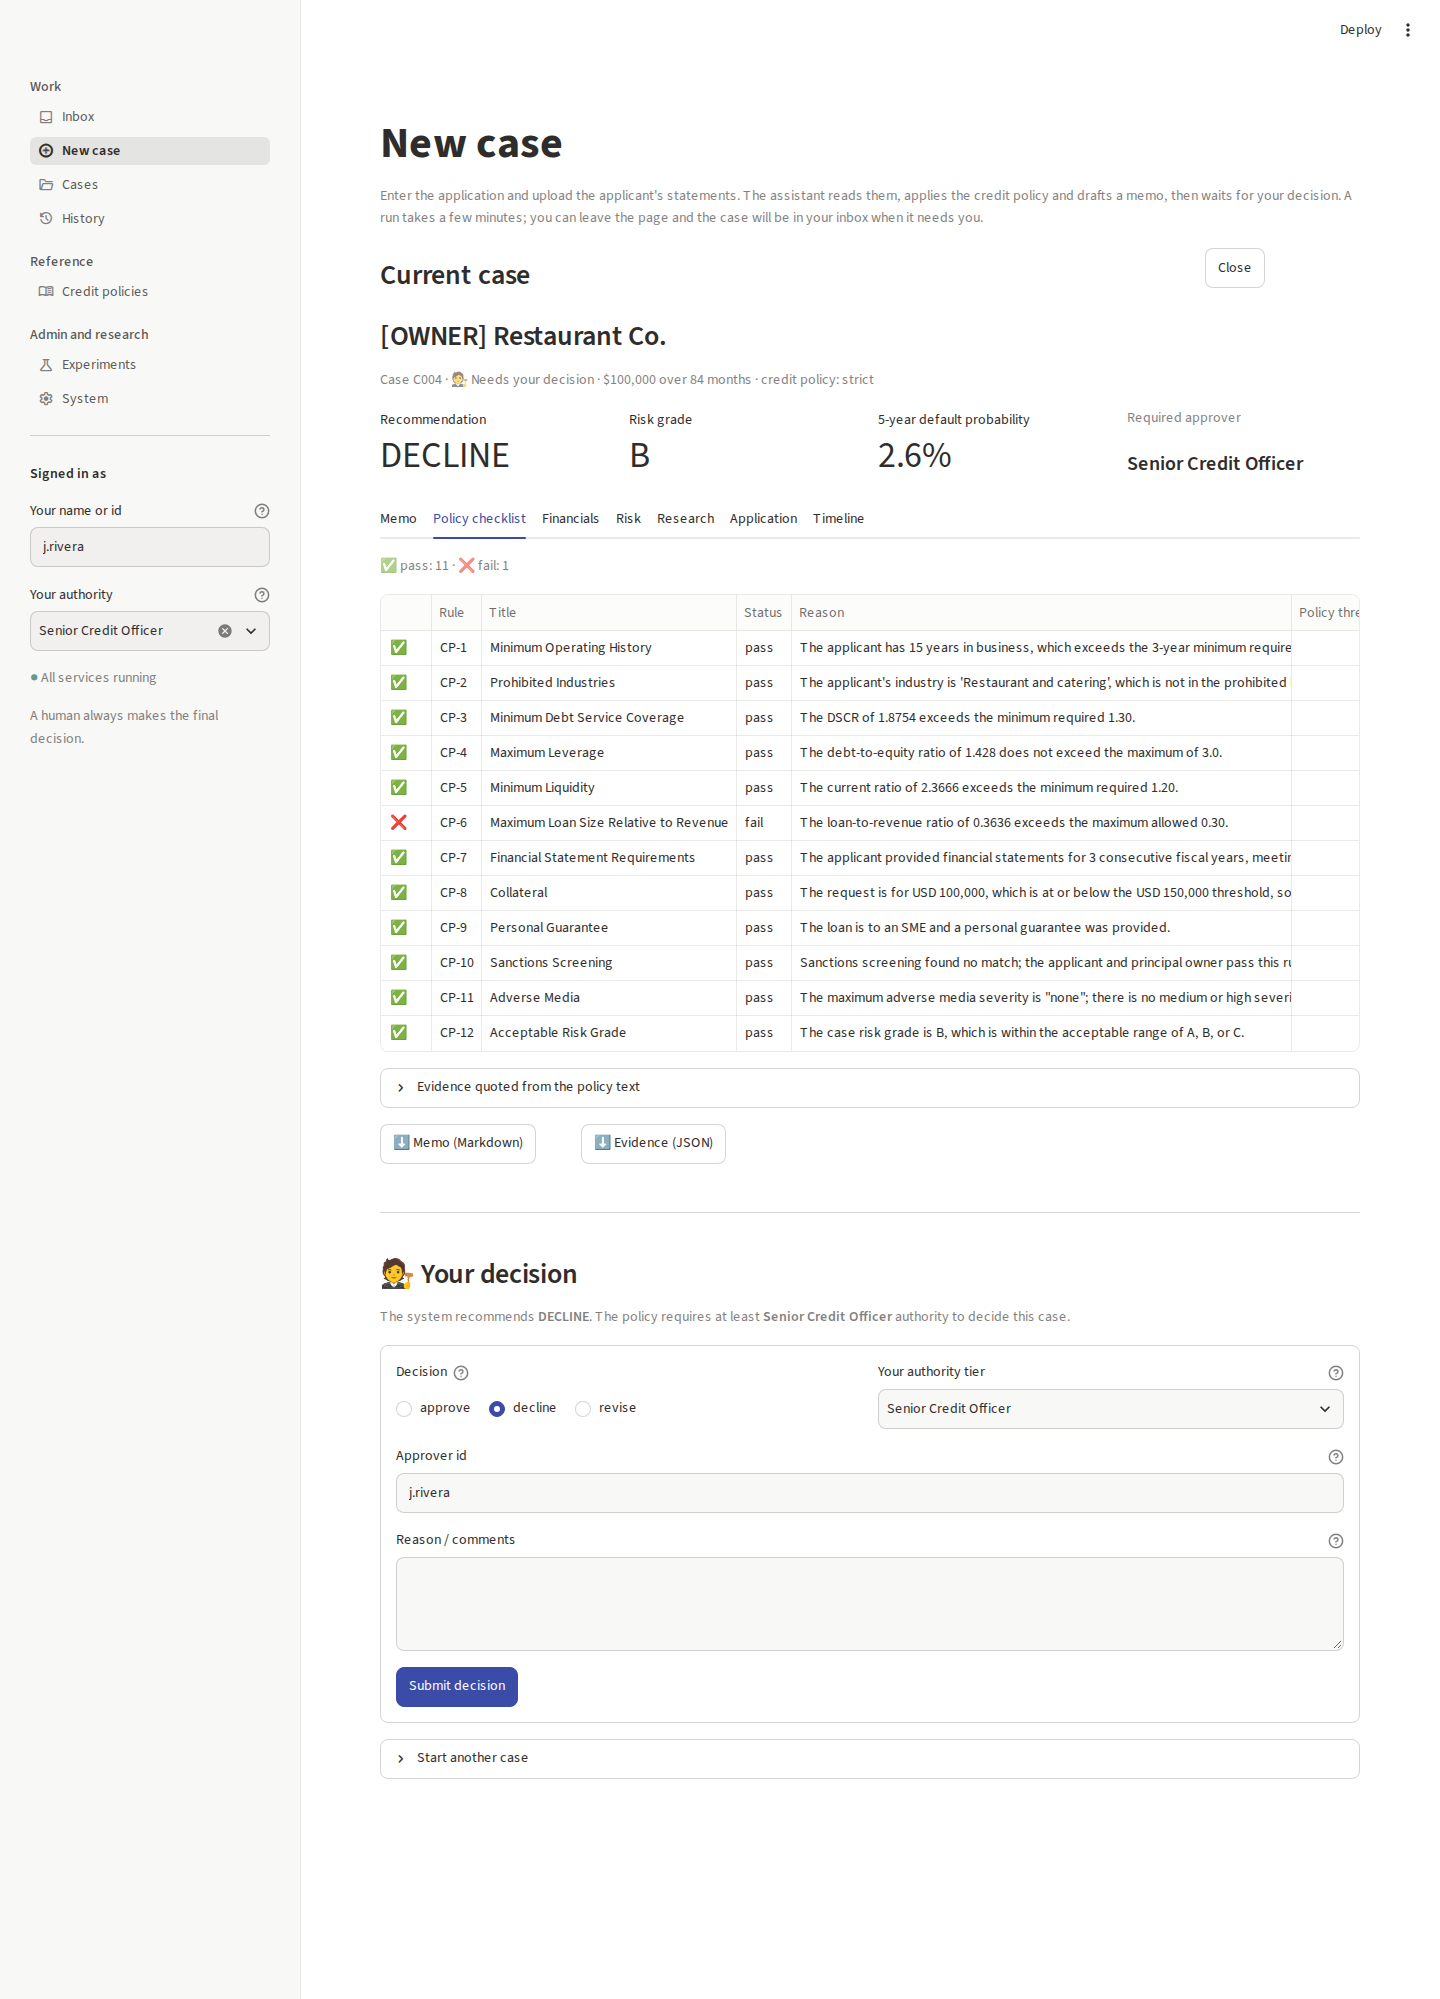 Deploy
Work
Inbox
New case
Cases
History
Reference
Credit policies
Admin and research
Experiments
System
Signed in as
Your name or id
j.rivera
Your authority
Senior Credit Officer
All services running
A human always makes the final
decision.
New case
Enter the application and upload the applicant's statements. The assistant reads them, applies the credit policy and drafts a memo, then waits for your decision. A
run takes a few minutes; you can leave the page and the case will be in your inbox when it needs you.
Current case
Close
[OWNER] Restaurant Co.
Case C004 · 🧑‍⚖️ Needs your decision · $100,000 over 84 months · credit policy: strict
Recommendation Risk grade 5-year default probability Required approver
DECLINE B 2.6% Senior Credit Officer
Memo Policy checklist Financials Risk Research Application Timeline
✅ pass: 11 · ❌ fail: 1
Rule Title Status Reason Policy thre
✅ CP-1 Minimum Operating History pass The applicant has 15 years in business, which exceeds the 3-year minimum require
✅ CP-2 Prohibited Industries pass The applicant's industry is 'Restaurant and catering', which is not in the prohibited
✅ CP-3 Minimum Debt Service Coverage pass The DSCR of 1.8754 exceeds the minimum required 1.30.
✅ CP-4 Maximum Leverage pass The debt-to-equity ratio of 1.428 does not exceed the maximum of 3.0.
✅ CP-5 Minimum Liquidity pass The current ratio of 2.3666 exceeds the minimum required 1.20.
❌ CP-6 Maximum Loan Size Relative to Revenue fail The loan-to-revenue ratio of 0.3636 exceeds the maximum allowed 0.30.
✅ CP-7 Financial Statement Requirements pass The applicant provided financial statements for 3 consecutive fiscal years, meetin
✅ CP-8 Collateral pass The request is for USD 100,000, which is at or below the USD 150,000 threshold, so
✅ CP-9 Personal Guarantee pass The loan is to an SME and a personal guarantee was provided.
✅ CP-10 Sanctions Screening pass Sanctions screening found no match; the applicant and principal owner pass this ru
✅ CP-11 Adverse Media pass The maximum adverse media severity is "none"; there is no medium or high severi
✅ CP-12 Acceptable Risk Grade pass The case risk grade is B, which is within the acceptable range of A, B, or C.
Evidence quoted from the policy text
⬇️ Memo (Markdown) ⬇️ Evidence (JSON)
🧑‍⚖️ Your decision
The system recommends DECLINE. The policy requires at least Senior Credit Officer authority to decide this case.
Decision Your authority tier
approve decline revise Senior Credit Officer
Approver id
j.rivera
Reason / comments
Submit decision
Start another case